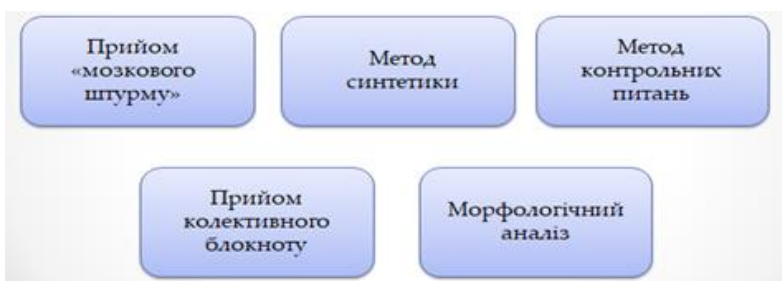 Прийом
«мозкового
штурму»
Метод
синтетики
Метод
контрольних
питань
Прийом
колективного
блокноту
Морфологічний
аналіз